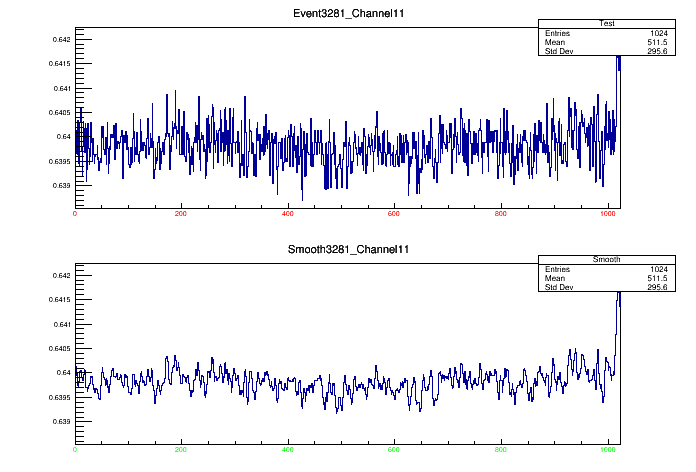 Event3281_Channel11
Test
Entries 1024
Mean 511.5
Std Dev 295.6
0.642
0.6415
0.641
0.6405
0.64
0.6395
0.639
0 200 400 600 800 1000
Smooth3281_Channel11
Smooth
Entries 1024
Mean 511.5
Std Dev 295.6
0.642
0.6415
0.641
0.6405
0.64
0.6395
0.639
0 200 400 600 800 1000